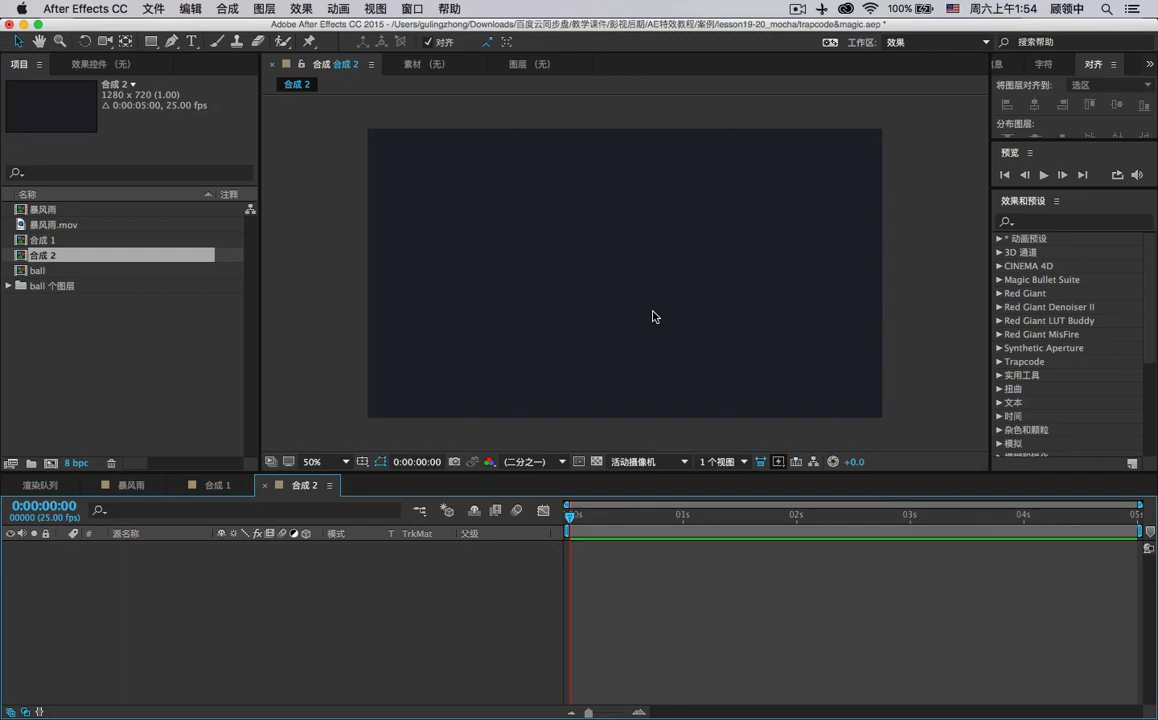 After Effects CC 文件 编辑 合成 图层 效果 动画 视图 窗口 帮助 100% 周六上午1:54 顾领中
Adobe After Effects CC 2015 - /Users/gulingzhong/Downloads/百度云同步盘/教学课件/影视后期/AE特效教程/案例/lesson19-20_mocha/trapcode&magic.aep *
对齐 工作区: 效果 搜索帮助
项目 效果控件 (无) 合成 合成 2 素材 (无) 图层 (无) 息 字符 对齐
合成 2
1280 x 720 (1.00)
△ 0:00:05:00, 25.00 fps
合成 2
将图层对齐到: 选区
分布图层:
预览
名称 注释
效果和预设
暴风雨
暴风雨.mov
合成 1
合成 2
ball
ball 个图层
* 动画预设
3D 通道
CINEMA 4D
Magic Bullet Suite
Red Giant
Red Giant Denoiser II
Red Giant LUT Buddy
Red Giant MisFire
Synthetic Aperture
Trapcode
实用工具
扭曲
文本
时间
杂色和颗粒
模拟
8 bpc 50% 0:00:00:00 (二分之一) 活动摄像机 1 个视图 +0.0
渲染队列 暴风雨 合成 1 合成 2
0:00:00:00
00000 (25.00 fps)
0s 01s 02s 03s 04s 05s
# 源名称 fx 模式 T TrkMat 父级